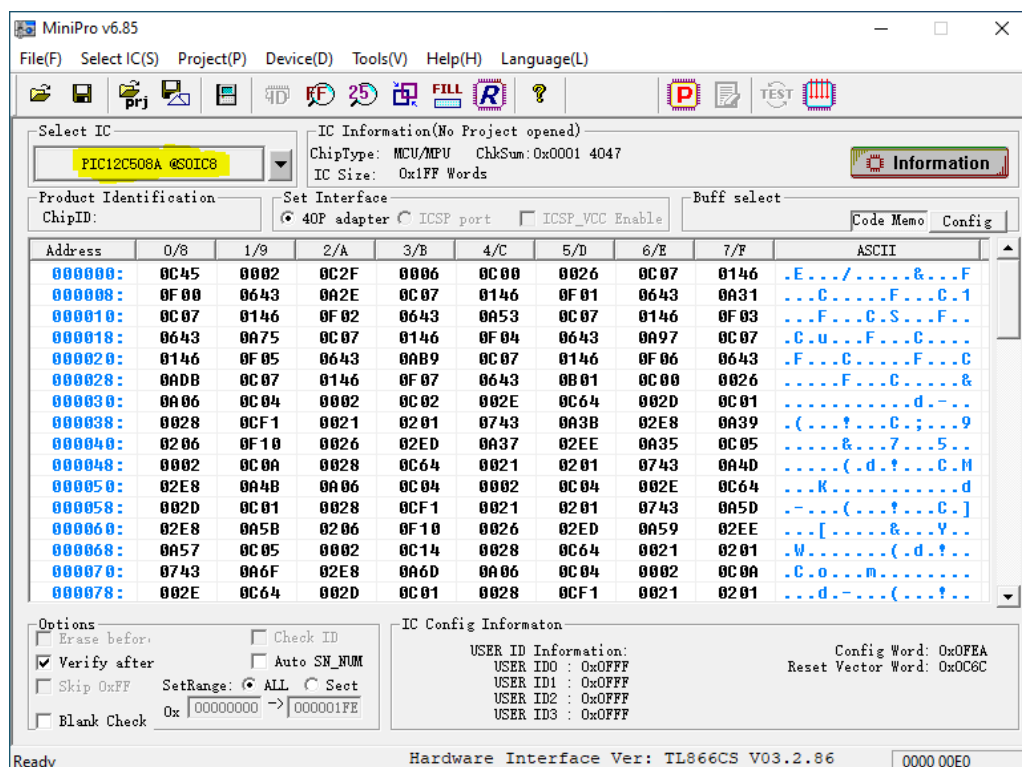 MiniPro v6.85
File(F) Select IC(S) Project(P) Device(D) Tools(V) Help(H) Language(L)
prj 25 FILL R ? P TEST
Select IC
PIC12C508A @SOIC8
IC Information(No Project opened)
ChipType: MCU/MPU ChkSum:0x0001 4047
IC Size: 0x1FF Words
Information
Product Identification
ChipID:
Set Interface
40P adapter ICSP port ICSP_VCC Enable
Buff select
Code Memo Config
Address 0/8 1/9 2/A 3/B 4/C 5/D 6/E 7/F ASCII
000000: 0C45 0002 0C2F 0006 0C00 0026 0C07 0146 .E.../.....&...F
000008: 0F00 0643 0A2E 0C07 0146 0F01 0643 0A31 ...C.....F...C.1
000010: 0C07 0146 0F02 0643 0A53 0C07 0146 0F03 ...F...C.S...F..
000018: 0643 0A75 0C07 0146 0F04 0643 0A97 0C07 .C.u...F...C....
000020: 0146 0F05 0643 0AB9 0C07 0146 0F06 0643 .F...C.....F...C
000028: 0ADB 0C07 0146 0F07 0643 0B01 0C00 0026 .....F...C.....&
000030: 0A06 0C04 0002 0C02 002E 0C64 002D 0C01 ...........d.-..
000038: 0028 0CF1 0021 0201 0743 0A3B 02E8 0A39 .(...!...C.;...9
000040: 0206 0F10 0026 02ED 0A37 02EE 0A35 0C05 .....&...7...5..
000048: 0002 0C0A 0028 0C64 0021 0201 0743 0A4D .....(.d.!...C.M
000050: 02E8 0A4B 0A06 0C04 0002 0C04 002E 0C64 ...K...........d
000058: 002D 0C01 0028 0CF1 0021 0201 0743 0A5D .-...(...!...C.]
000060: 02E8 0A5B 0206 0F10 0026 02ED 0A59 02EE ...[.....&...Y..
000068: 0A57 0C05 0002 0C14 0028 0C64 0021 0201 .W.......(.d.!..
000070: 0743 0A6F 02E8 0A6D 0A06 0C04 0002 0C0A .C.o...m........
000078: 002E 0C64 002D 0C01 0028 0CF1 0021 0201 ...d.-...(...!..
Options
Erase befor
Check ID
Verify after
Auto SN_NUM
Skip 0xFF
SetRange: ALL Sect
Blank Check
0x 00000000 -> 000001FE
IC Config Informaton
USER ID Information:
USER ID0 : 0x0FFF
USER ID1 : 0x0FFF
USER ID2 : 0x0FFF
USER ID3 : 0x0FFF
Config Word: 0x0FEA
Reset Vector Word: 0x0C6C
Ready
Hardware Interface Ver: TL866CS V03.2.86
0000 00E0